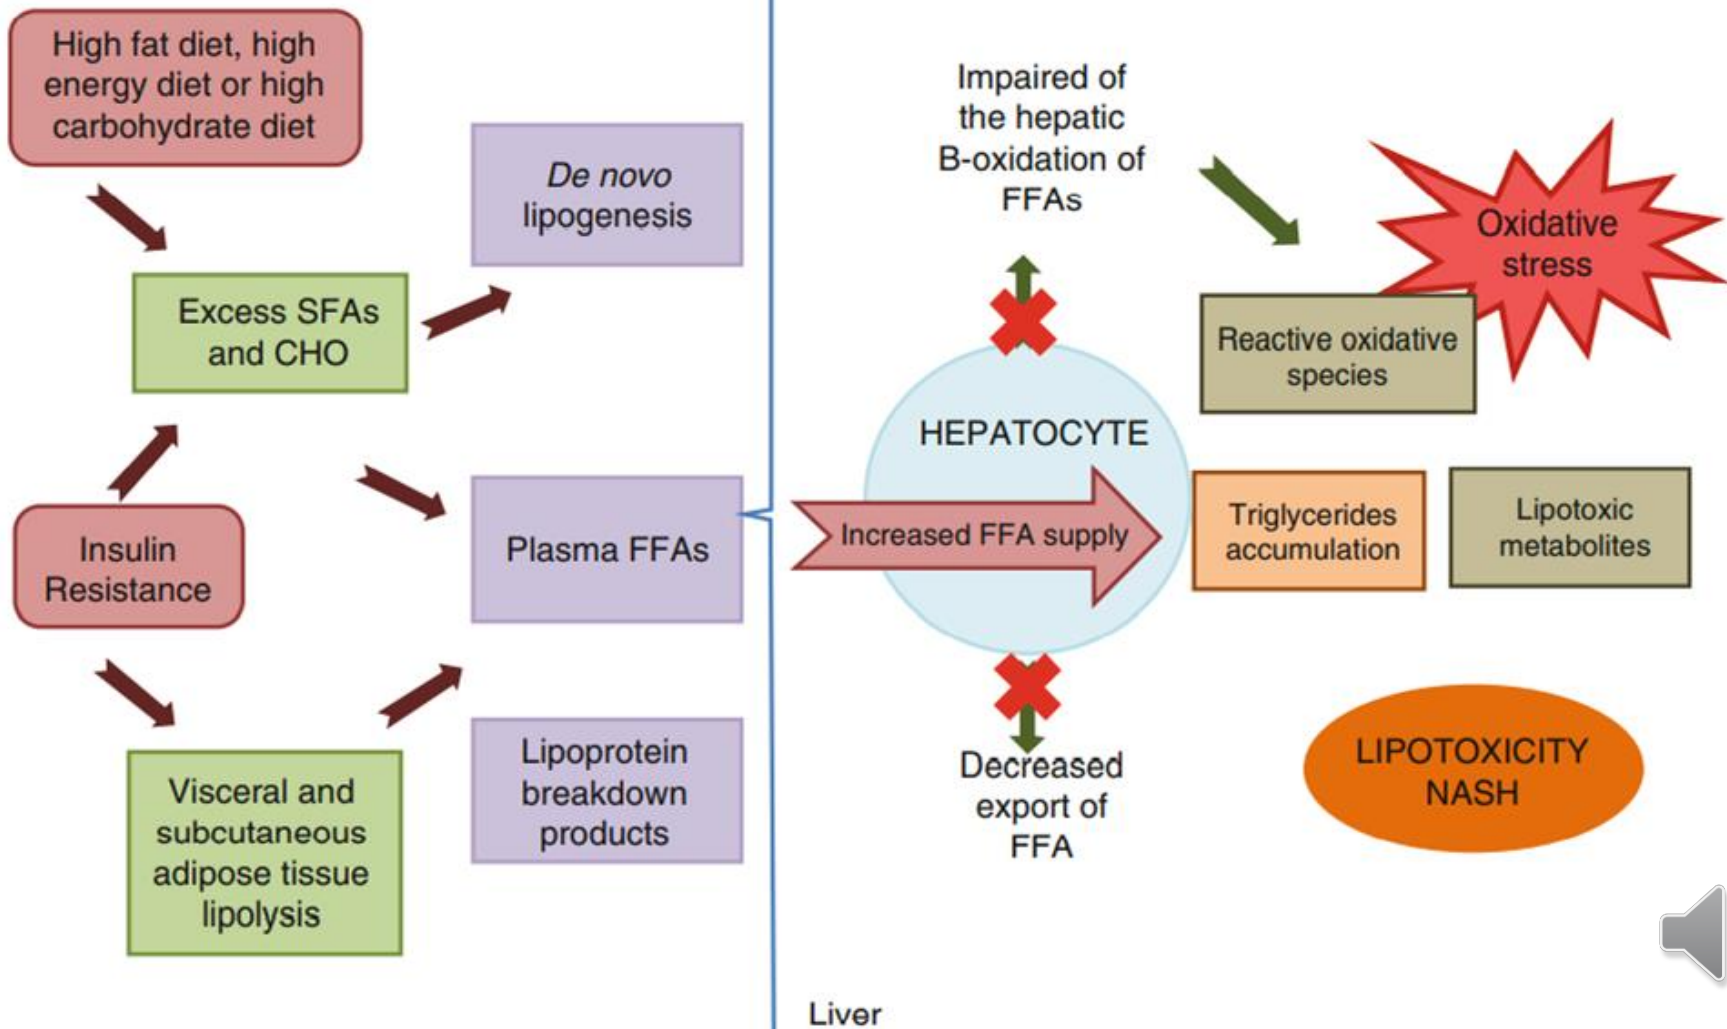 High fat diet, high
energy diet or high
carbohydrate diet
De novo
lipogenesis
Excess SFAs
and CHO
Insulin
Resistance
Plasma FFAs
Visceral and
subcutaneous
adipose tissue
lipolysis
Lipoprotein
breakdown
products
Impaired of
the hepatic
B-oxidation of
FFAs
Oxidative
stress
Reactive oxidative
species
HEPATOCYTE
Increased FFA supply
Triglycerides
accumulation
Lipotoxic
metabolites
Decreased
export of
FFA
LIPOTOXICITY
NASH
Liver